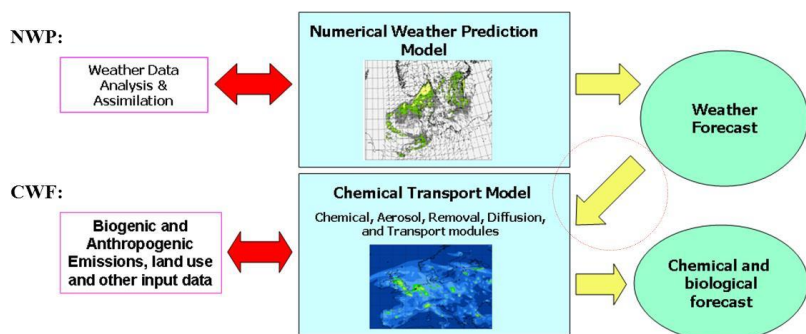 NWP:
Weather Data
Analysis &
Assimilation
Numerical Weather Prediction
Model
Weather
Forecast
CWF:
Biogenic and
Anthropogenic
Emissions, land use
and other input data
Chemical Transport Model
Chemical, Aerosol, Removal, Diffusion,
and Transport modules
Chemical and
biological
forecast